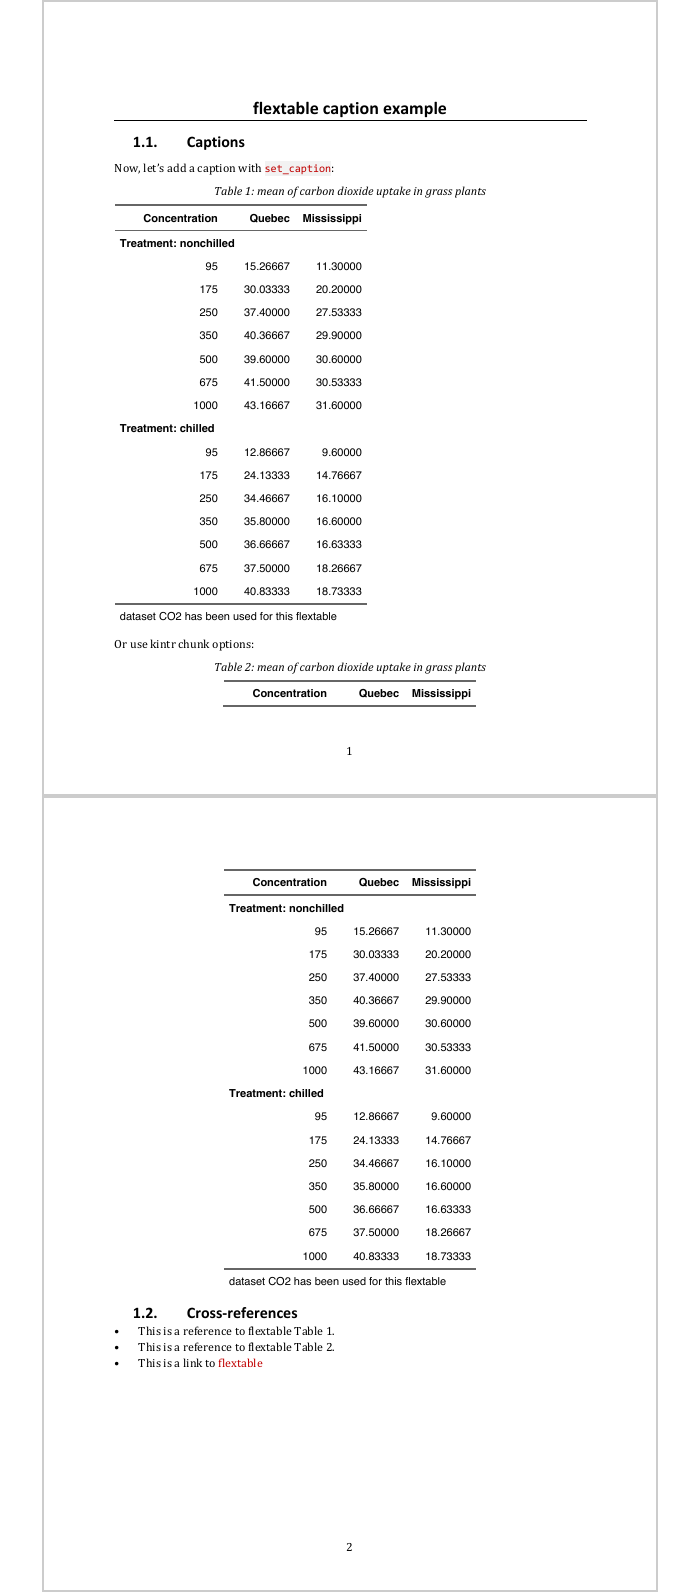 flextable caption example
1.1. Captions
Now, let's add a caption with set_caption:
Table 1: mean of carbon dioxide uptake in grass plants
Concentration Quebec Mississippi
Treatment: nonchilled
95 15.26667 11.30000
175 30.03333 20.20000
250 37.40000 27.53333
350 40.36667 29.90000
500 39.60000 30.60000
675 41.50000 30.53333
1000 43.16667 31.60000
Treatment: chilled
95 12.86667 9.60000
175 24.13333 14.76667
250 34.46667 16.10000
350 35.80000 16.60000
500 36.66667 16.63333
675 37.50000 18.26667
1000 40.83333 18.73333
dataset CO2 has been used for this flextable
Or use kintr chunk options:
Table 2: mean of carbon dioxide uptake in grass plants
Concentration Quebec Mississippi
1
Concentration Quebec Mississippi
Treatment: nonchilled
95 15.26667 11.30000
175 30.03333 20.20000
250 37.40000 27.53333
350 40.36667 29.90000
500 39.60000 30.60000
675 41.50000 30.53333
1000 43.16667 31.60000
Treatment: chilled
95 12.86667 9.60000
175 24.13333 14.76667
250 34.46667 16.10000
350 35.80000 16.60000
500 36.66667 16.63333
675 37.50000 18.26667
1000 40.83333 18.73333
dataset CO2 has been used for this flextable
1.2. Cross-references
• This is a reference to flextable Table 1.
• This is a reference to flextable Table 2.
• This is a link to flextable
2